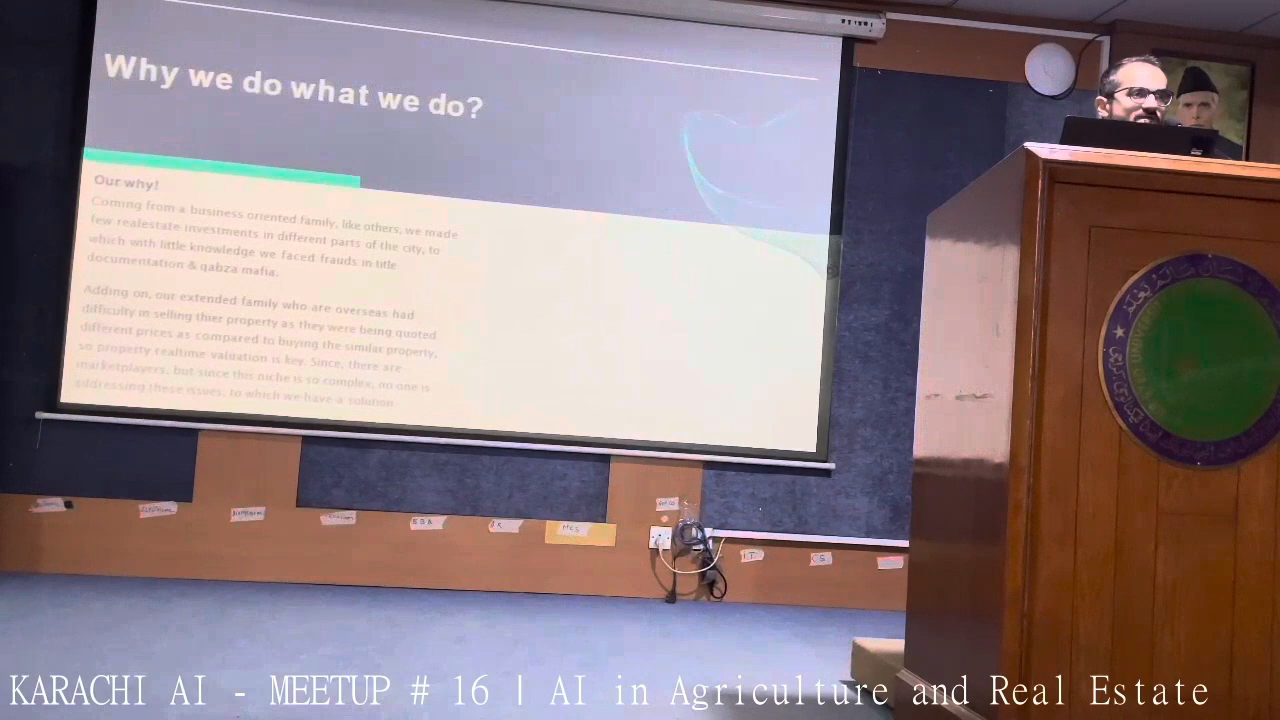 Why we do what we do?
Our why!
Coming from a business oriented family, like others, we made
few realestate investments in different parts of the city, to
which with little knowledge we faced frauds in title
documentation & qabza mafia.
Adding on, our extended family who are overseas had
difficulty in selling thier property as they were being quoted
different prices as compared to buying the similar property,
so property realtime valuation is key. Since, there are
marketplayers, but since this niche is so complex, no one is
addressing these issues, to which we have a solution
BBA
MCS
IT
CS
KARACHI AI - MEETUP # 16 | AI in Agriculture and Real Estate